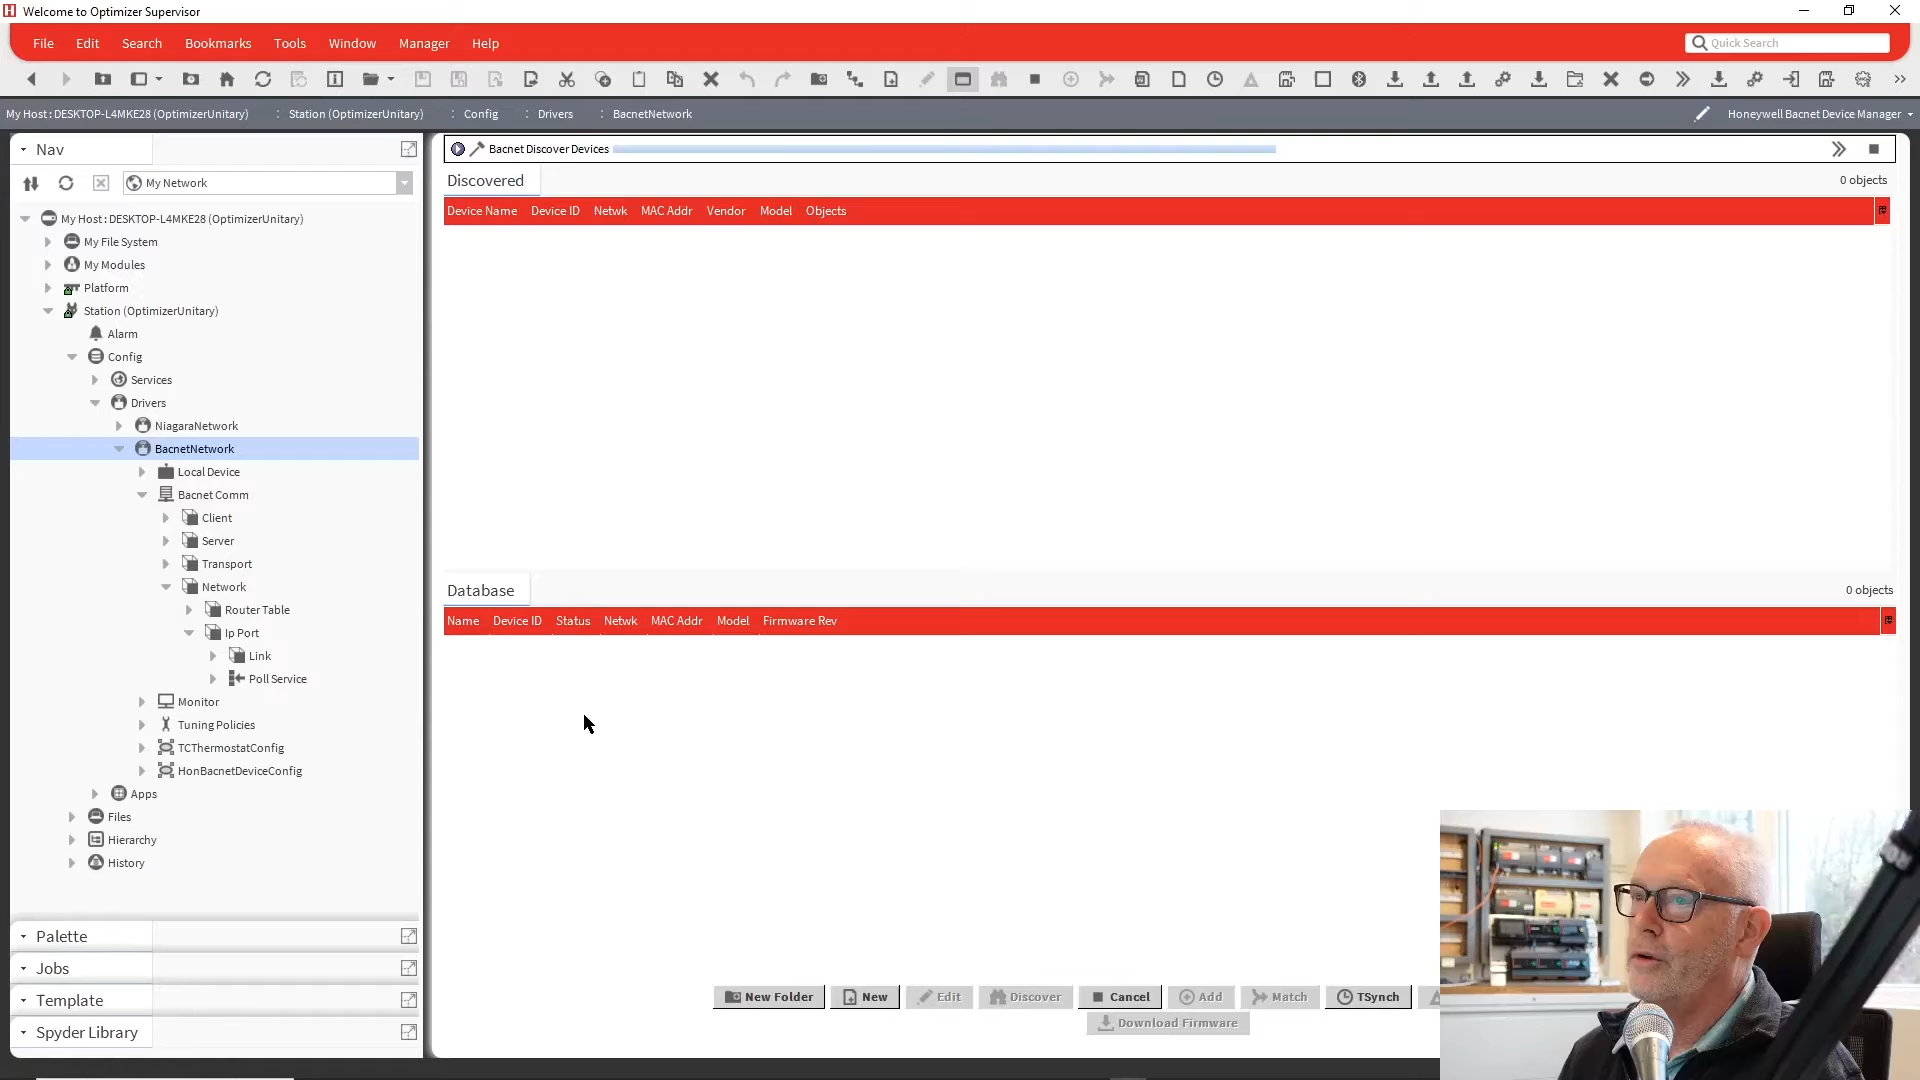 Welcome to Optimizer Supervisor
File Edit Search Bookmarks Tools Window Manager Help
Quick Search
My Host : DESKTOP-L4MKE28 (OptimizerUnitary) : Station (OptimizerUnitary) : Config : Drivers : BacnetNetwork
Honeywell Bacnet Device Manager
Nav
My Network
My Host : DESKTOP-L4MKE28 (OptimizerUnitary)
My File System
My Modules
Platform
Station (OptimizerUnitary)
Alarm
Config
Services
Drivers
NiagaraNetwork
BacnetNetwork
Local Device
Bacnet Comm
Client
Server
Transport
Network
Router Table
Ip Port
Link
Poll Service
Monitor
Tuning Policies
TCThermostatConfig
HonBacnetDeviceConfig
Apps
Files
Hierarchy
History
Palette
Jobs
Template
Spyder Library
Bacnet Discover Devices
Discovered
0 objects
Device Name Device ID Netwk MAC Addr Vendor Model Objects
Database
0 objects
Name Device ID Status Netwk MAC Addr Model Firmware Rev
New Folder New Edit Discover Cancel Add Match TSynch
Download Firmware